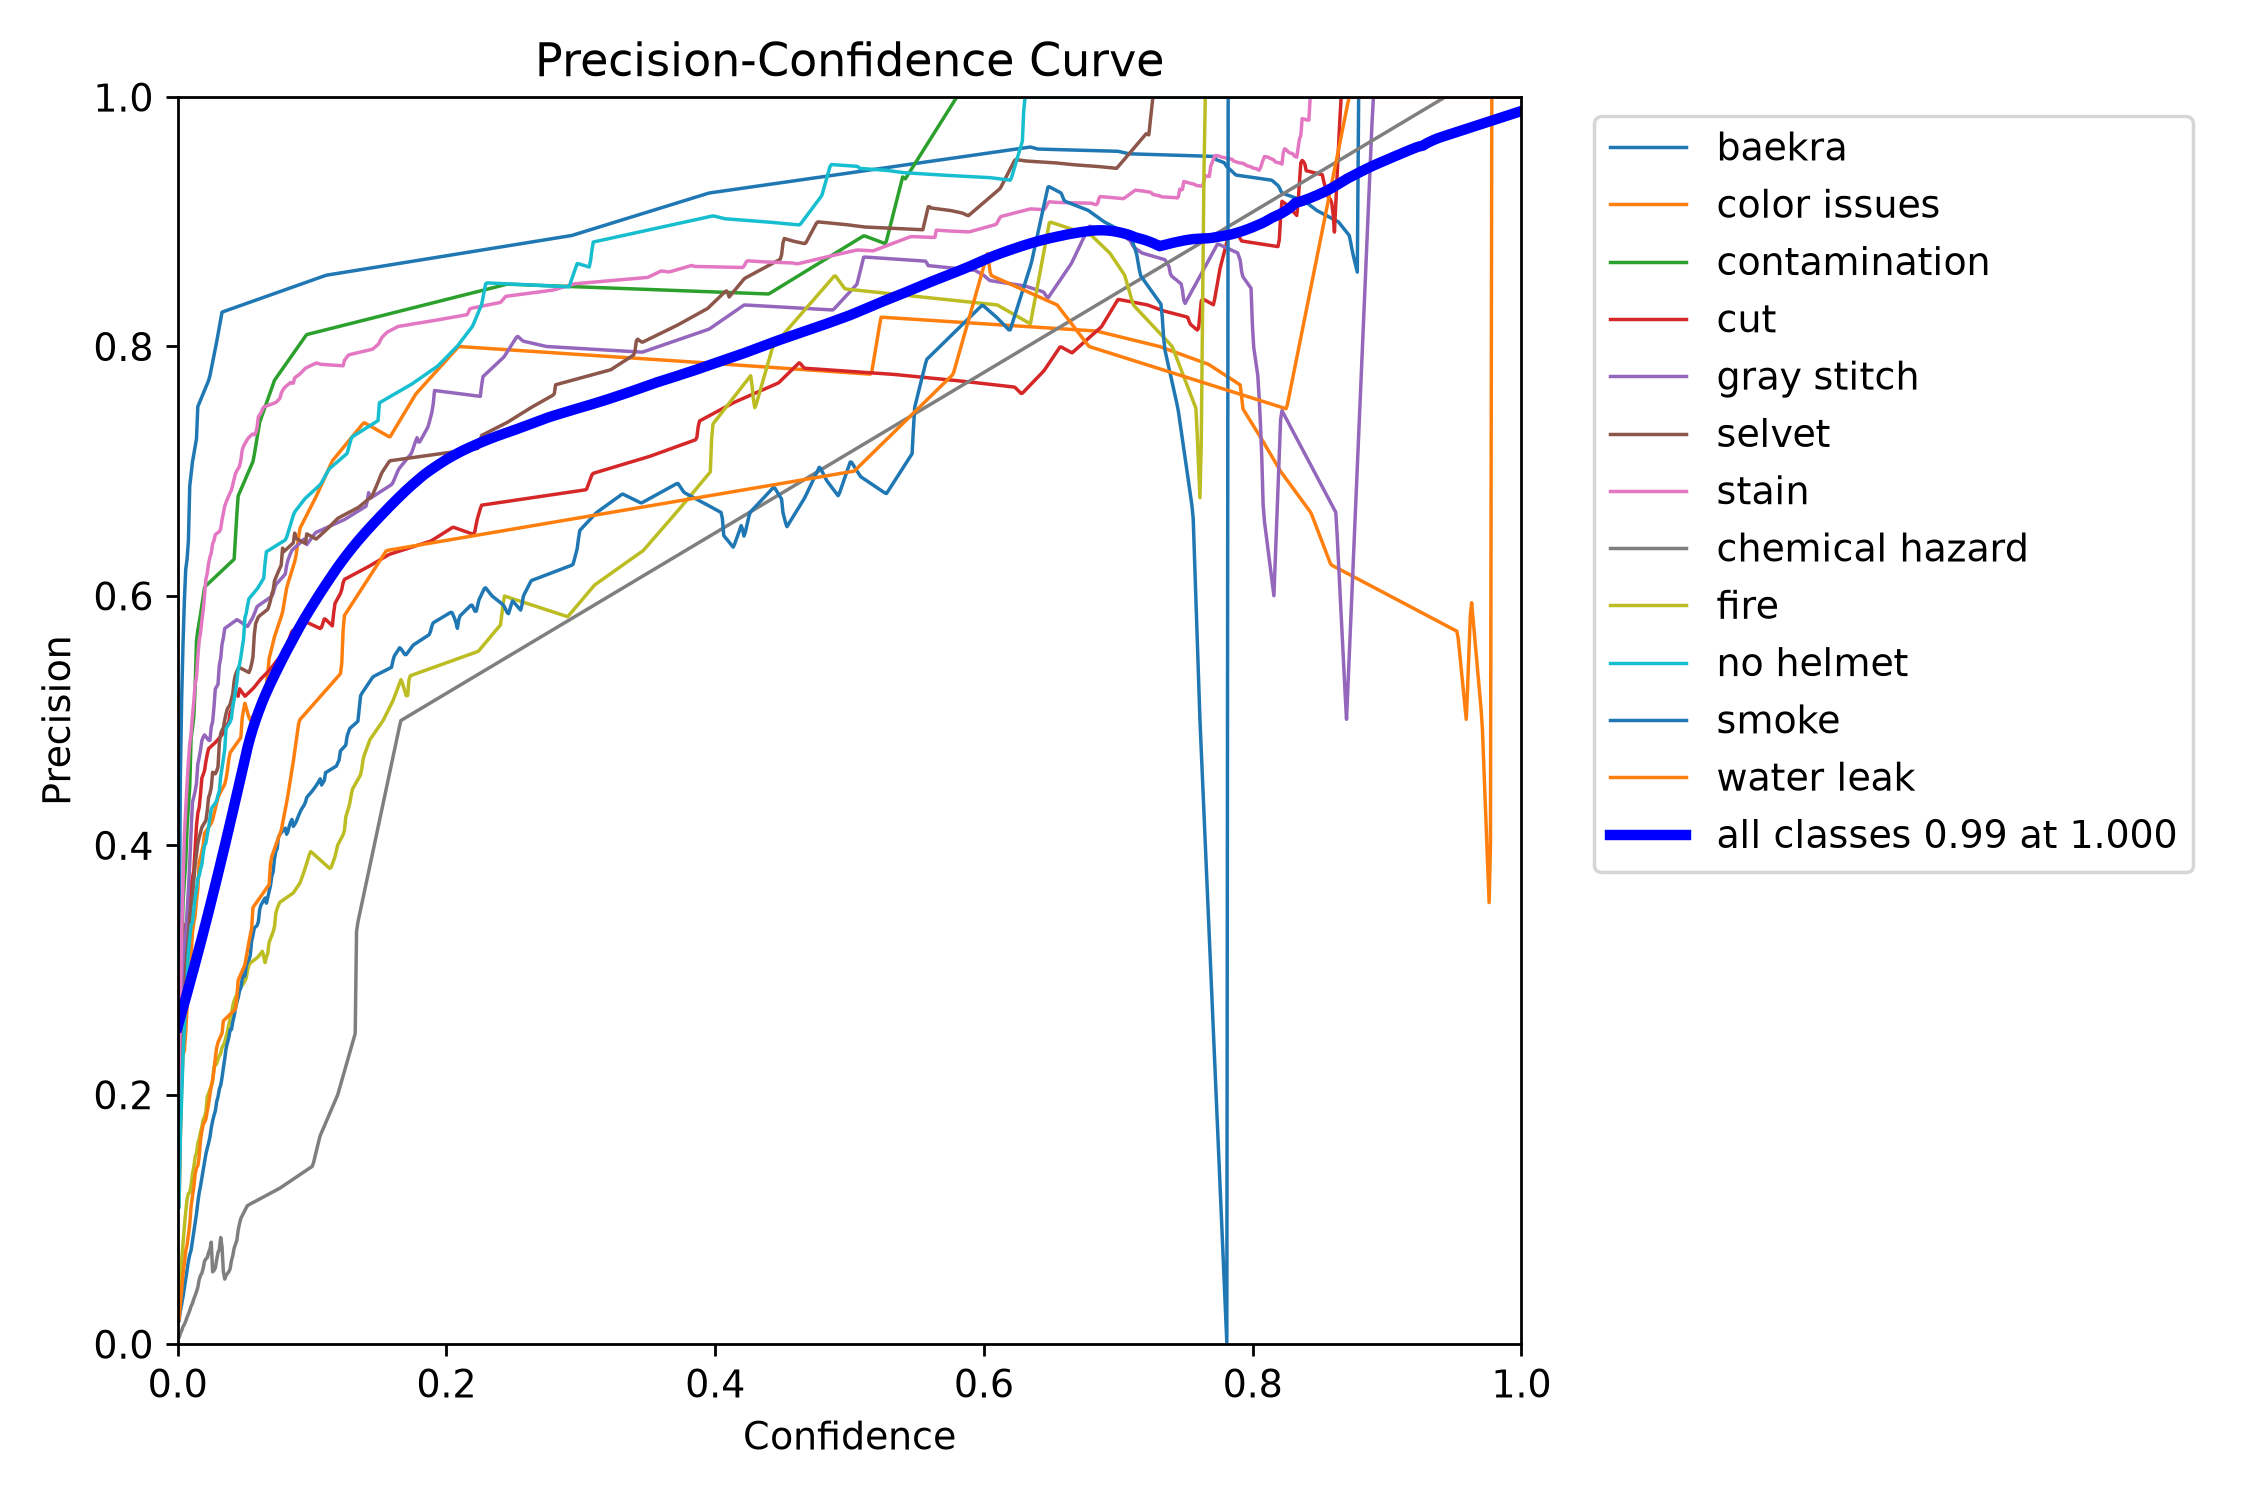 Precision-Confidence Curve
1.0
0.8
0.6
0.4
0.2
0.0
Precision
0.0 0.2 0.4 0.6 0.8 1.0
Confidence
baekra
color issues
contamination
cut
gray stitch
selvet
stain
chemical hazard
fire
no helmet
smoke
water leak
all classes 0.99 at 1.000